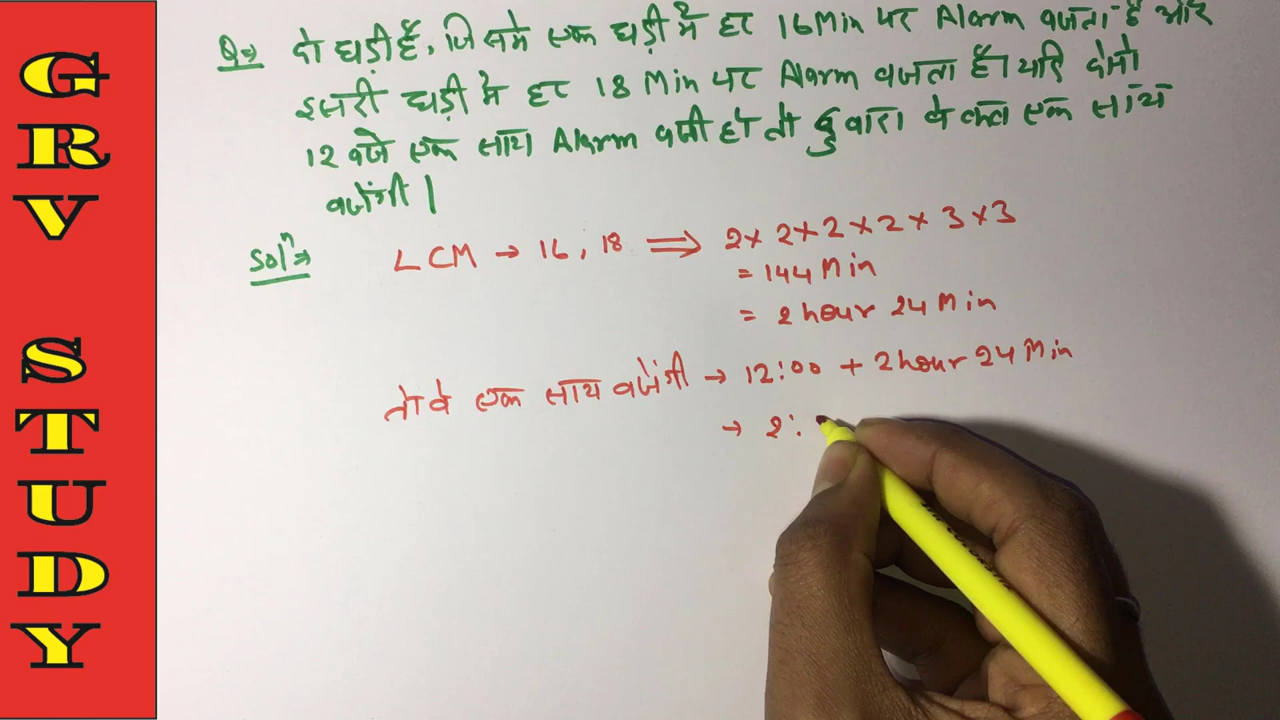 GRV STUDY
Q⇒ दो घड़ी हैं, जिसमे एक घड़ी में हर 16 Min पर Alarm बजता है और
दूसरी घड़ी मे हर 18 Min पर Alarm बजता हैं। यदि दोनो
12 बजे एक साथ Alarm बजी हो तो दुबारा वे कब एक साथ
बजेंगी |
Solⁿ⇒ LCM → 16, 18 ⟹ 2×2×2×2×3×3
= 144 Min
= 2 hour 24 Min
तो वे एक साथ बजेंगी → 12:00 + 2 hour 24 Min
→ 2: